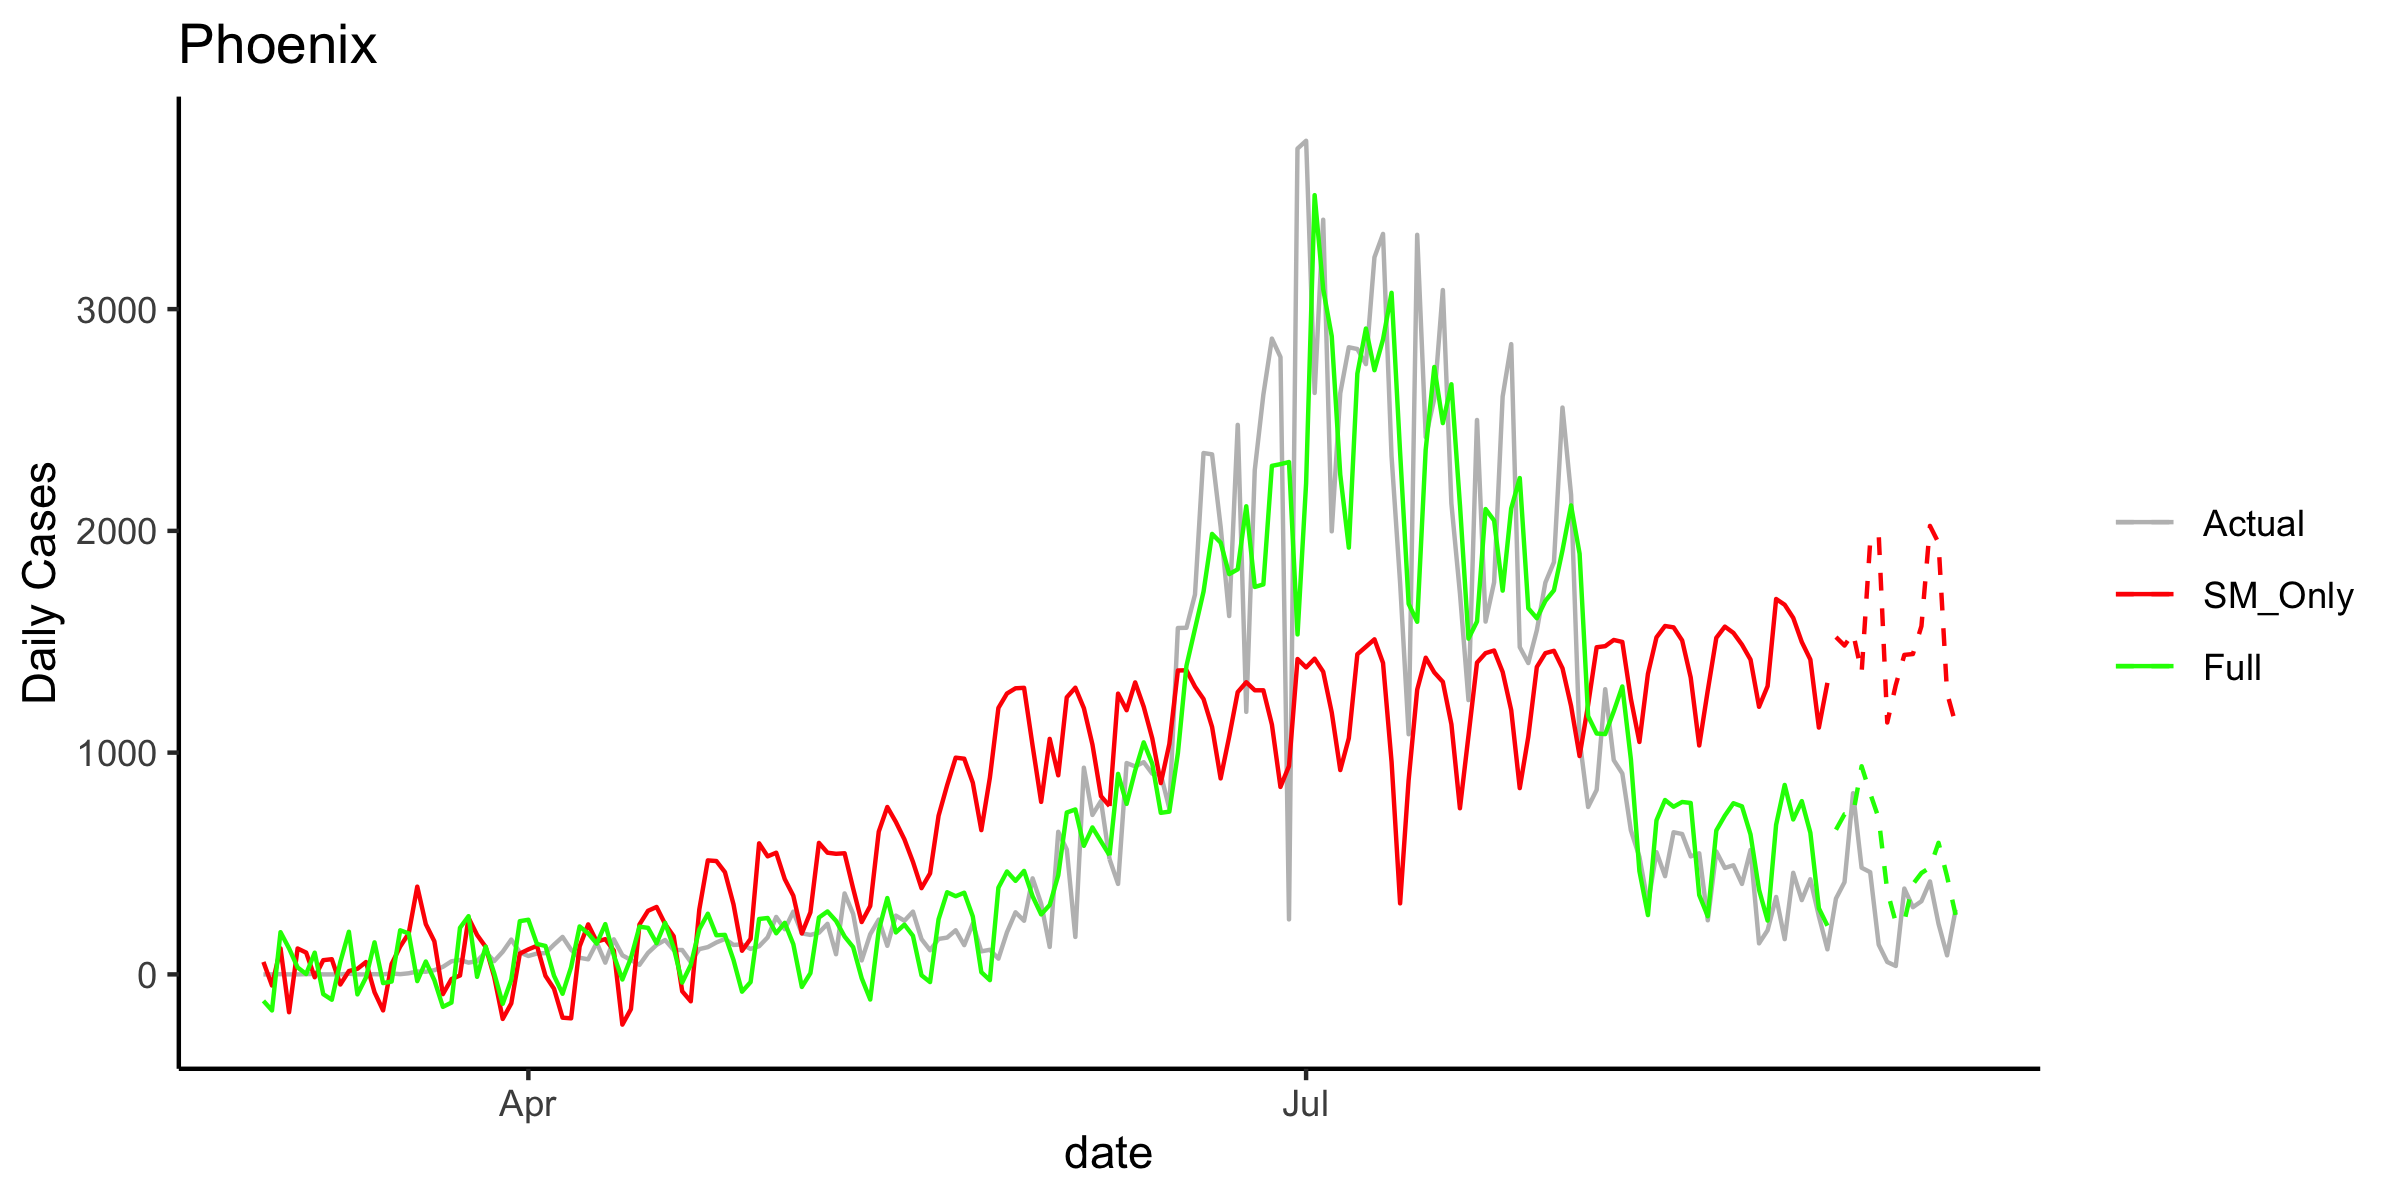 Phoenix
Daily Cases
3000
2000
1000
0
Apr
Jul
date
Actual
SM_Only
Full